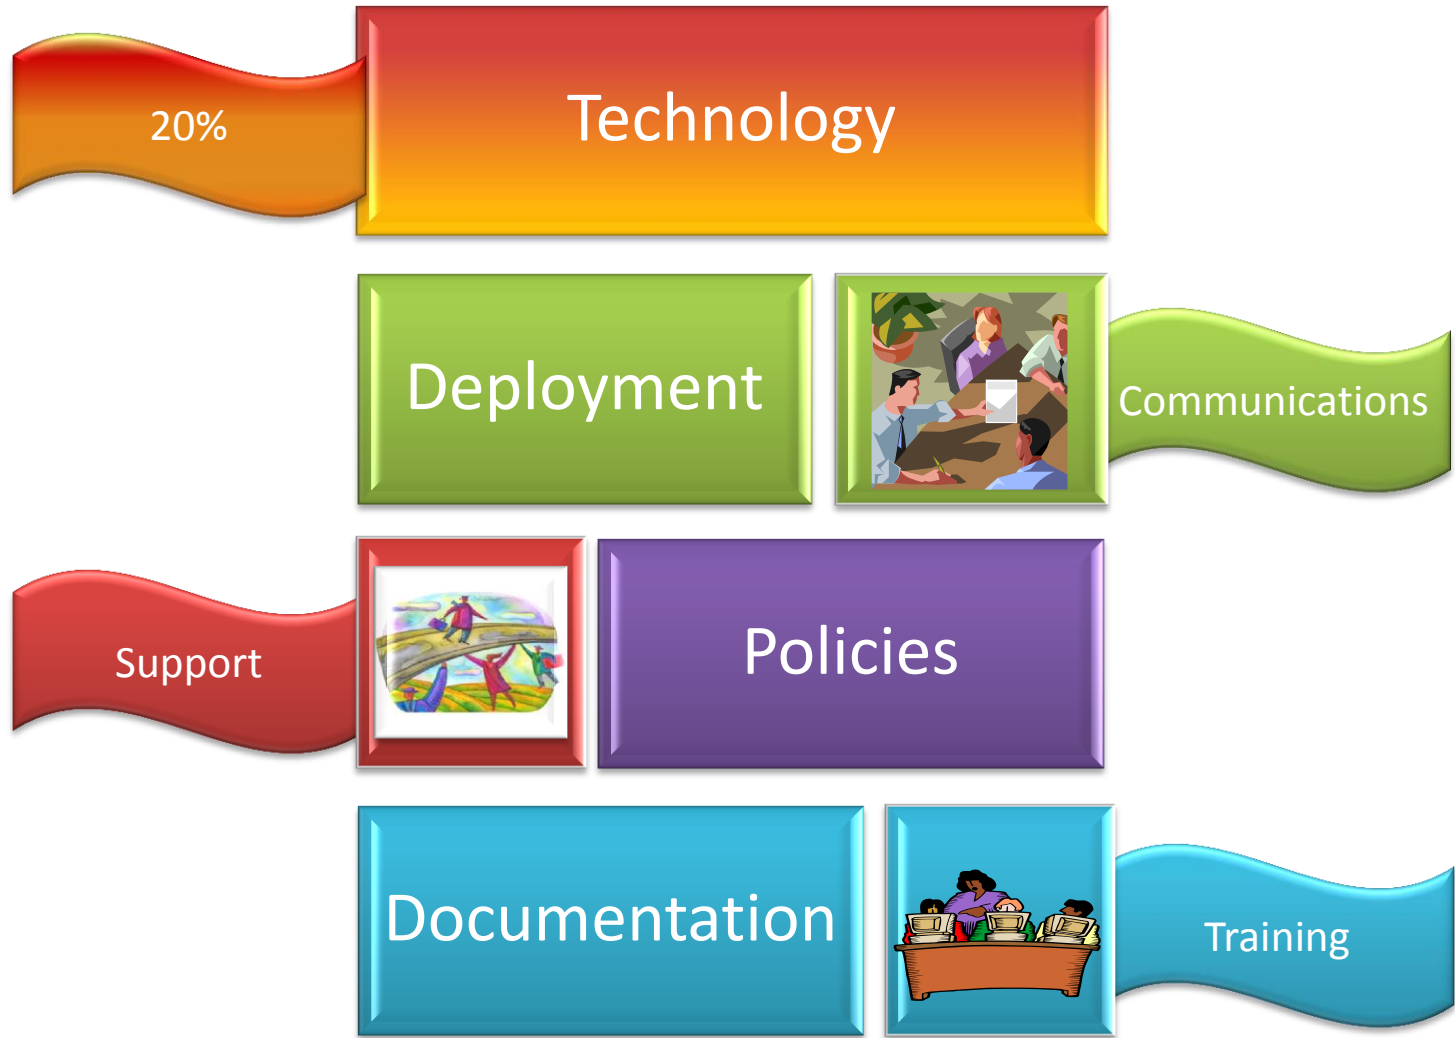 20%
Technology
Deployment
Communications
Support
Policies
Documentation
Training